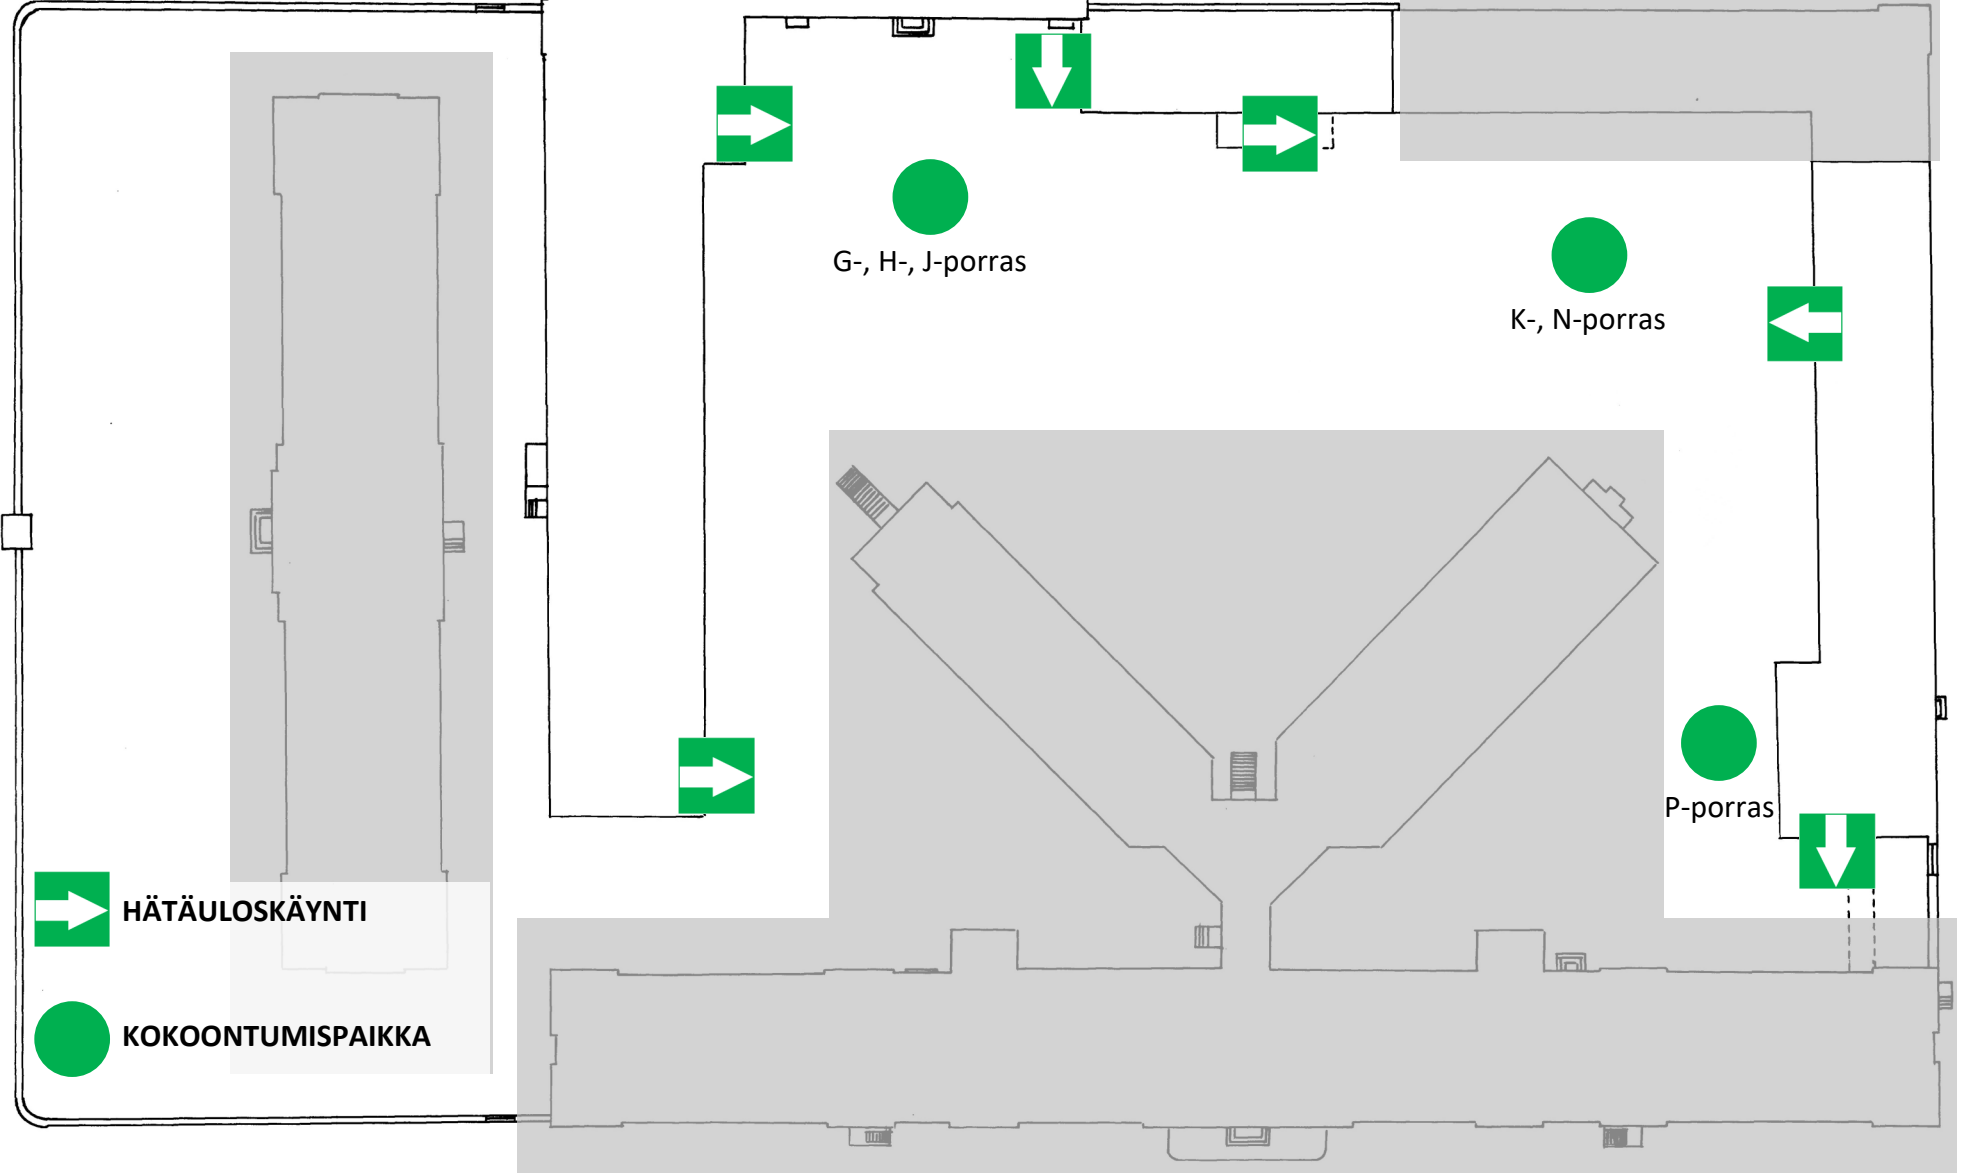 G-, H-, J-porras
K-, N-porras
P-porras
HÄTÄULOSKÄYNTI
KOKOONTUMISPAIKKA